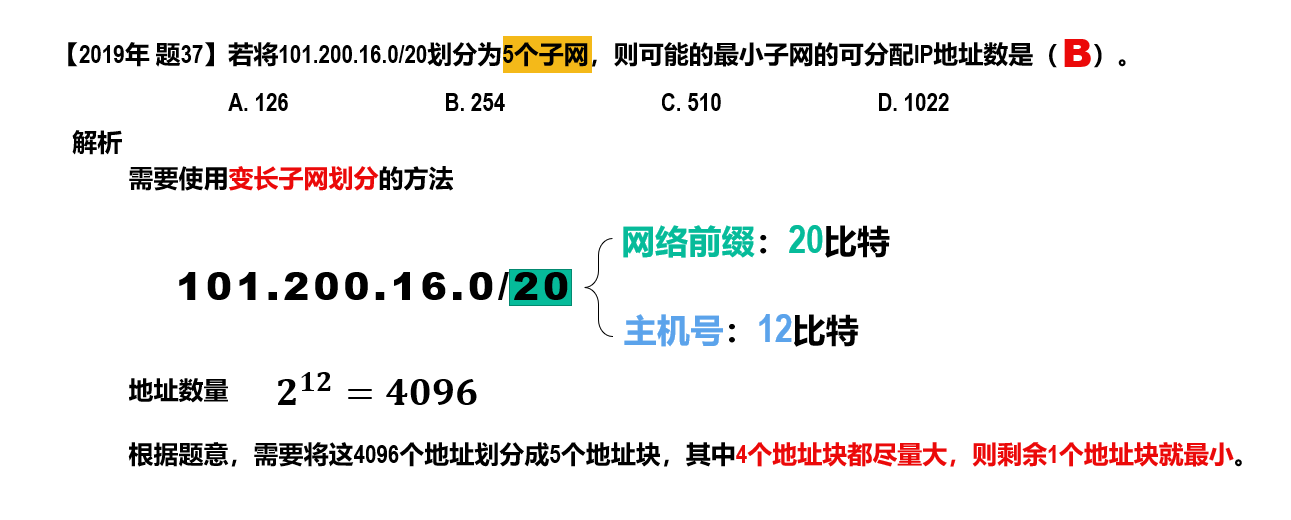 【2019年 题37】若将101.200.16.0/20划分为5个子网，则可能的最小子网的可分配IP地址数是（B）。
A. 126 B. 254 C. 510 D. 1022
解析
需要使用变长子网划分的方法
网络前缀：20比特
101.200.16.0/20
主机号：12比特
地址数量 2^12 = 4096
根据题意，需要将这4096个地址划分成5个地址块，其中4个地址块都尽量大，则剩余1个地址块就最小。